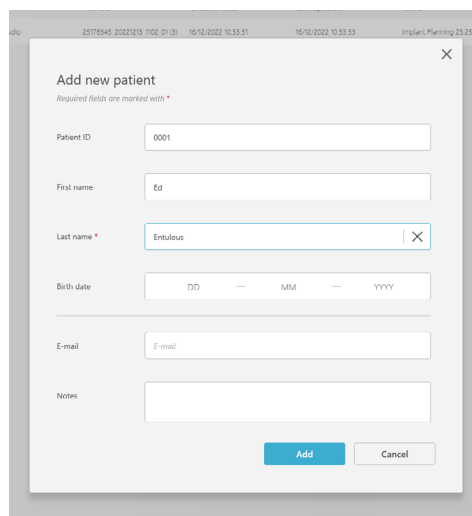 udio 25176345_20221213_1102_01 (3) 16/12/2022 10:53:51 16/12/2022 10:53:53 Implant Planning 23.25
Add new patient
Required fields are marked with *
Patient ID 0001
First name Ed
Last name * Entulous
Birth date DD — MM — YYYY
E-mail E-mail
Notes
Add Cancel